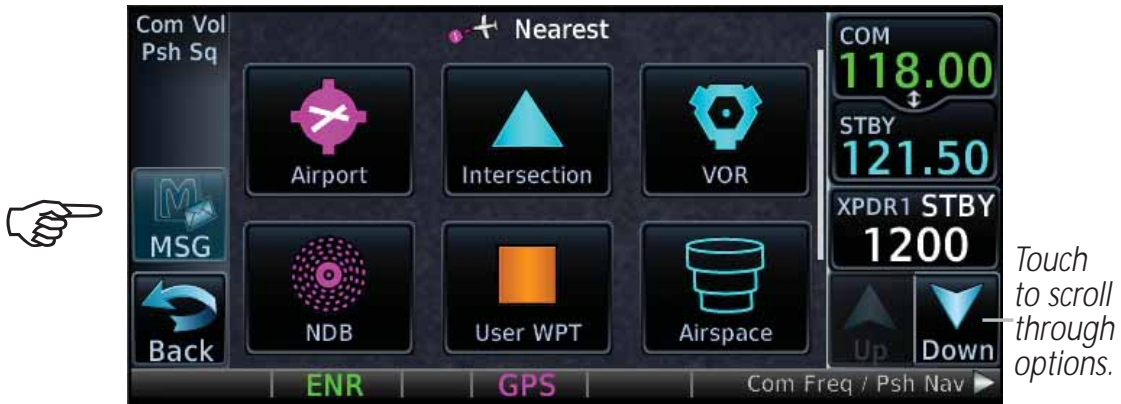 Com Vol
Psh Sq
Nearest
COM
118.00
STBY
121.50
Airport
Intersection
VOR
MSG
XPDR1 STBY
1200
NDB
User WPT
Airspace
Back
Up
Down
Touch
to scroll
through
options.
ENR
GPS
Com Freq / Psh Nav